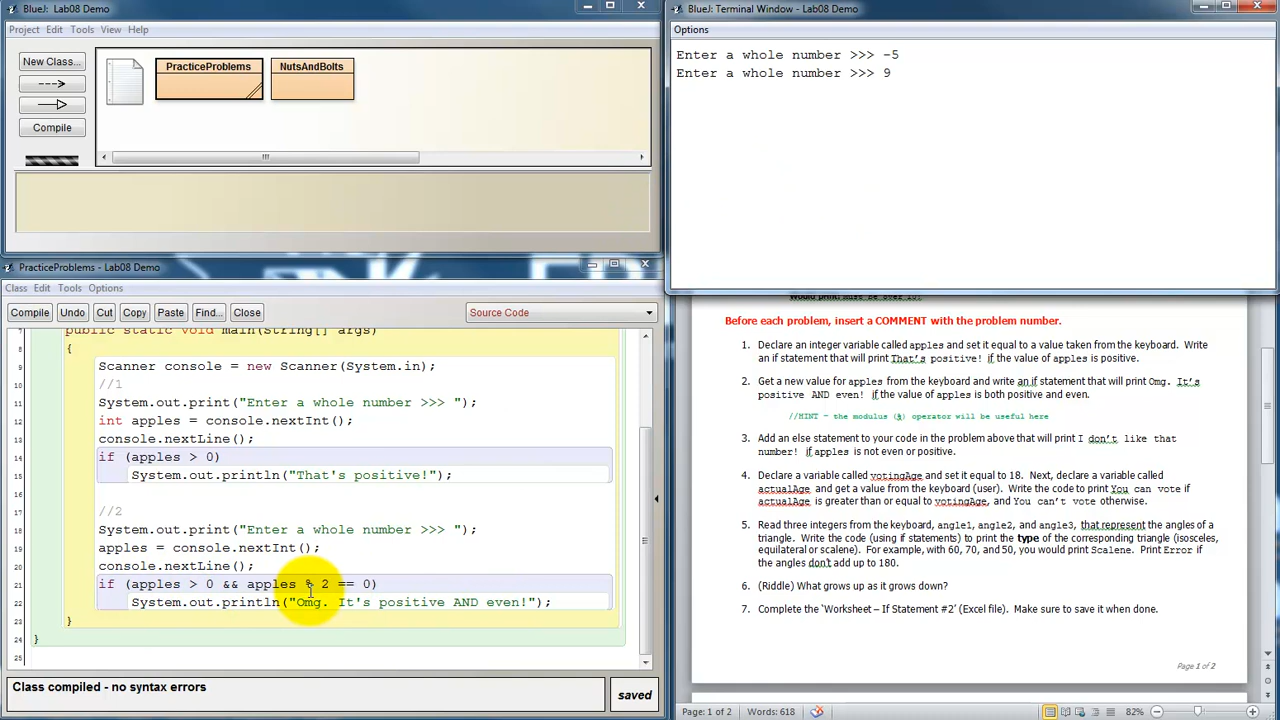 BlueJ: Lab08 Demo
Project Edit Tools View Help
New Class...
Compile
PracticeProblems
NutsAndBolts
BlueJ: Terminal Window - Lab08 Demo
Options
Enter a whole number >>> -5
Enter a whole number >>> 9
PracticeProblems - Lab08 Demo
Class Edit Tools Options
Compile Undo Cut Copy Paste Find... Close Source Code
public static void main(String[] args)
8 {
9 Scanner console = new Scanner(System.in);
10 //1
11 System.out.print("Enter a whole number >>> ");
12 int apples = console.nextInt();
13 console.nextLine();
14 if (apples > 0)
15 System.out.println("That's positive!");
16
17 //2
18 System.out.print("Enter a whole number >>> ");
19 apples = console.nextInt();
20 console.nextLine();
21 if (apples > 0 && apples % 2 == 0)
22 System.out.println("Omg. It's positive AND even!");
23 }
24 }
25
Class compiled - no syntax errors
saved
Before each problem, insert a COMMENT with the problem number.
1. Declare an integer variable called apples and set it equal to a value taken from the keyboard. Write
an if statement that will print That's positive! if the value of apples is positive.
2. Get a new value for apples from the keyboard and write an if statement that will print Omg. It's
positive AND even! if the value of apples is both positive and even.
//HINT – the modulus (%) operator will be useful here
3. Add an else statement to your code in the problem above that will print I don't like that
number! if apples is not even or positive.
4. Declare a variable called votingAge and set it equal to 18. Next, declare a variable called
actualAge and get a value from the keyboard (user). Write the code to print You can vote if
actualAge is greater than or equal to votingAge, and You can't vote otherwise.
5. Read three integers from the keyboard, angle1, angle2, and angle3, that represent the angles of a
triangle. Write the code (using if statements) to print the type of the corresponding triangle (isosceles,
equilateral or scalene). For example, with 60, 70, and 50, you would print Scalene. Print Error if
the angles don't add up to 180.
6. (Riddle) What grows up as it grows down?
7. Complete the 'Worksheet – If Statement #2' (Excel file). Make sure to save it when done.
Page 1 of 2
Page: 1 of 2 Words: 618 82%